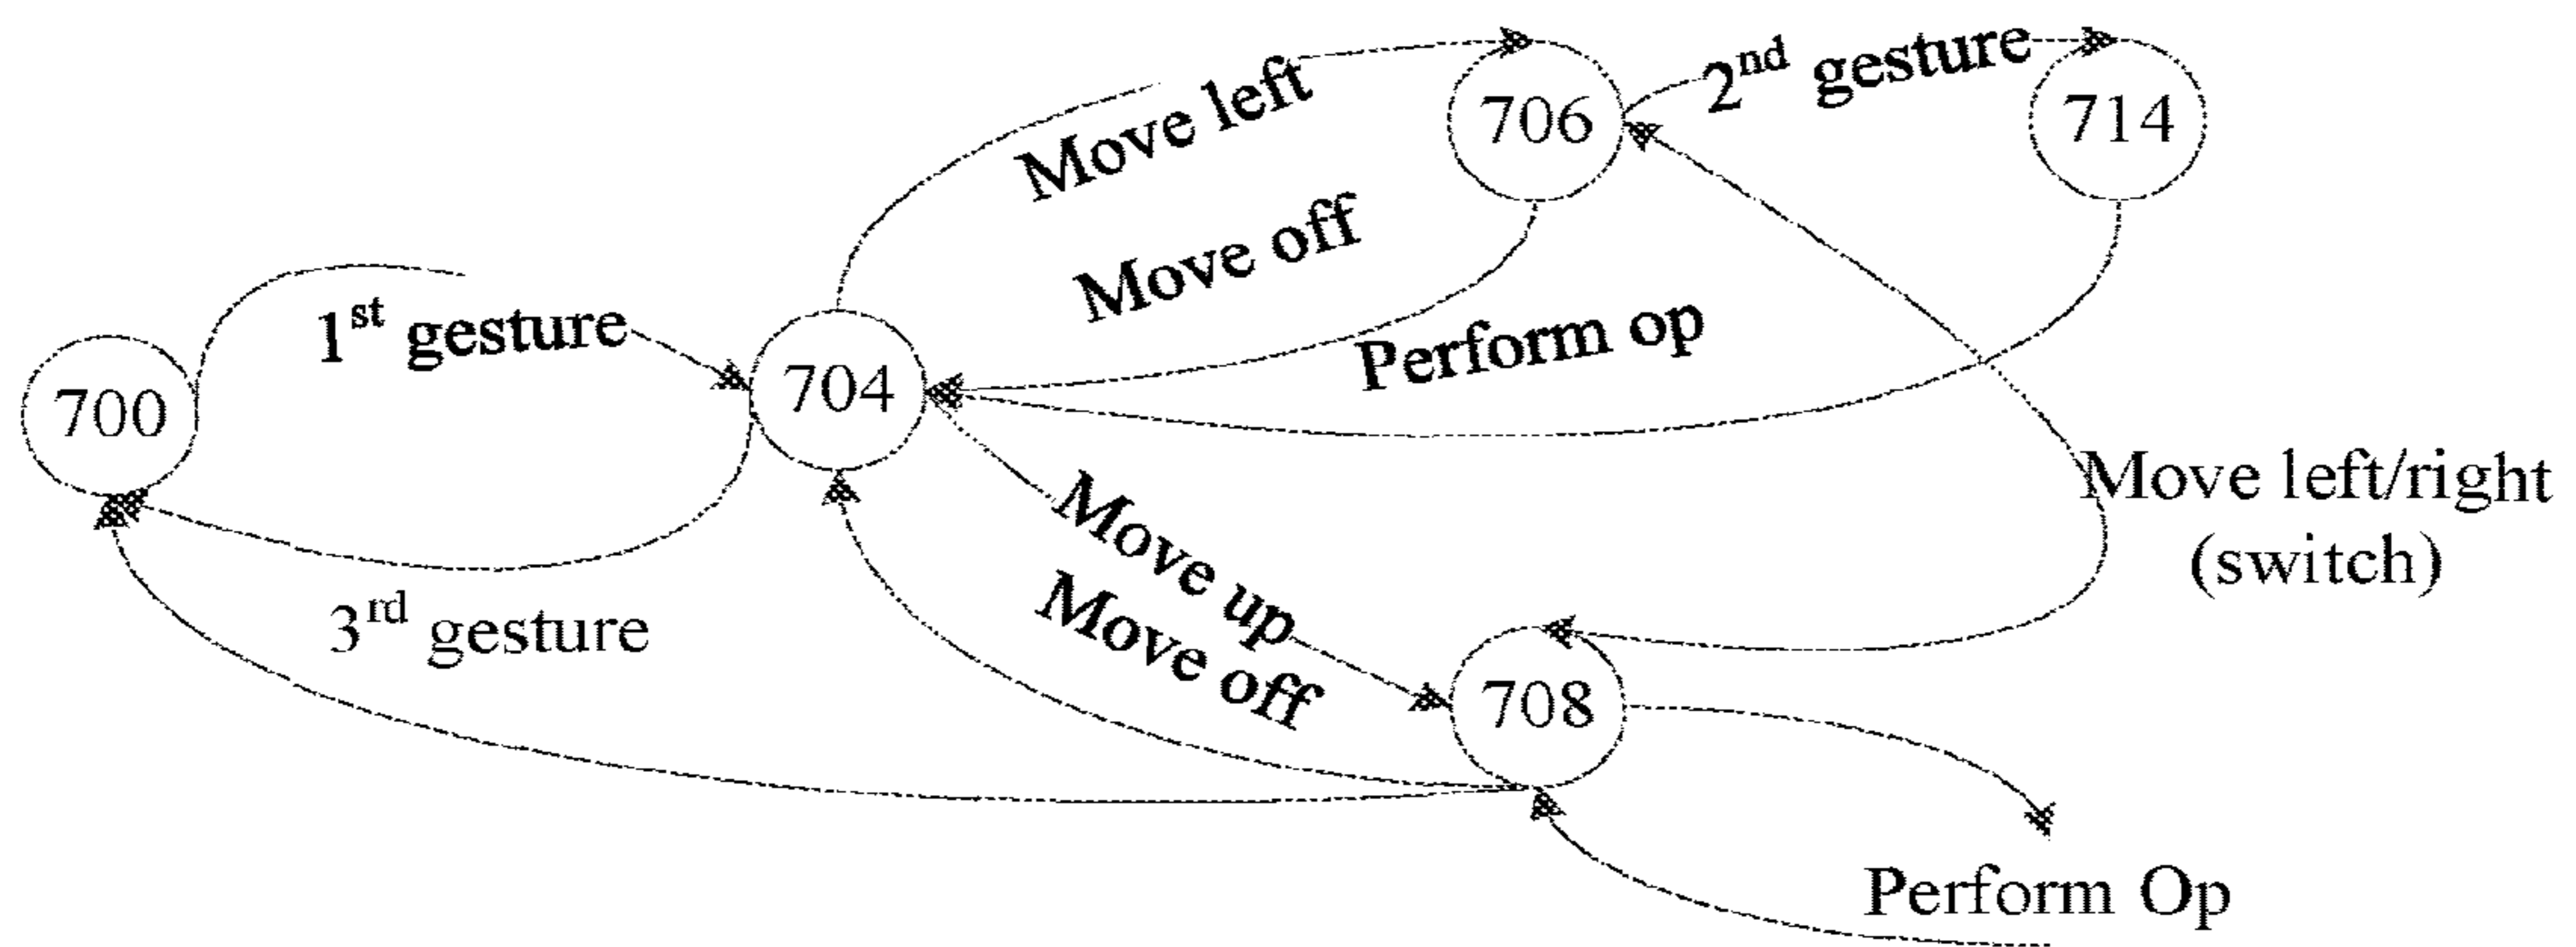 Move left
706
2nd gesture
714
Move off
1st gesture
Perform op
700
704
Move left/right
(switch)
Move up
3rd gesture
Move off
708
Perform Op